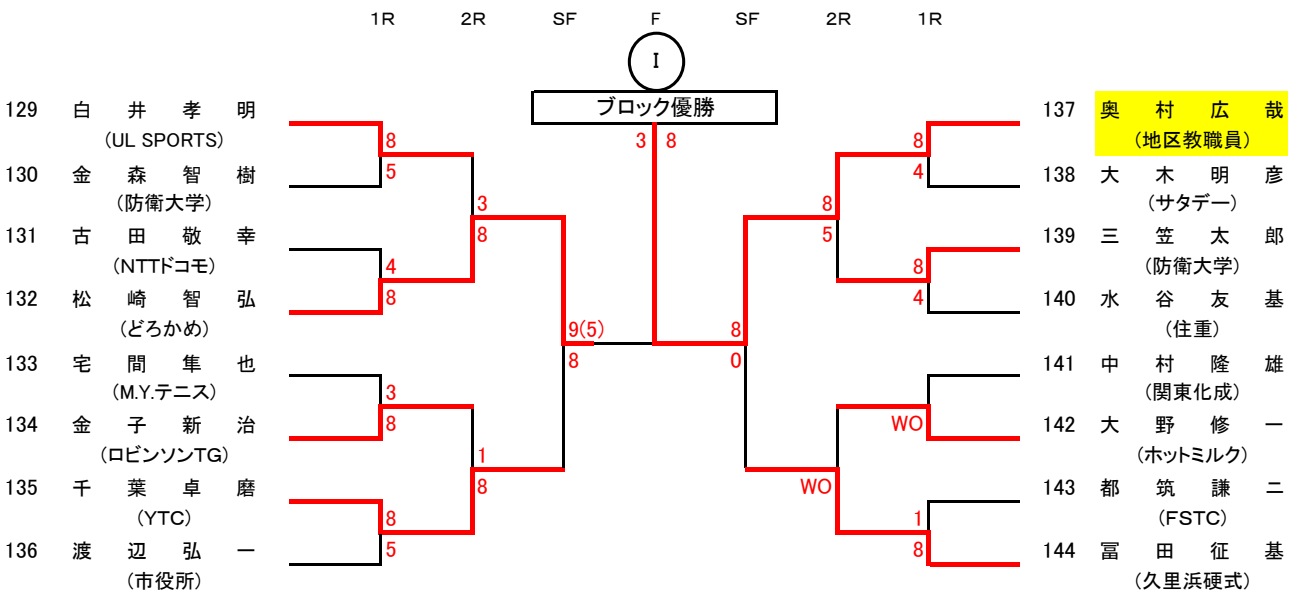 1R 2R SF F SF 2R 1R
I
ブロック優勝
3 8
129 白井孝明
(UL SPORTS)
8
5
130 金森智樹
(防衛大学)
3
8
131 古田敬幸
(NTTドコモ)
4
8
132 松崎智弘
(どろかめ)
9(5)
8
133 宅間隼也
(M.Y.テニス)
3
8
134 金子新治
(ロビンソンTG)
1
8
135 千葉卓磨
(YTC)
8
5
136 渡辺弘一
(市役所)
137 奥村広哉
(地区教職員)
8
4
138 大木明彦
(サタデー)
8
5
139 三笠太郎
(防衛大学)
8
4
140 水谷友基
(住重)
8
0
141 中村隆雄
(関東化成)
WO
142 大野修一
(ホットミルク)
WO
143 都筑謙二
(FSTC)
1
8
144 冨田征基
(久里浜硬式)